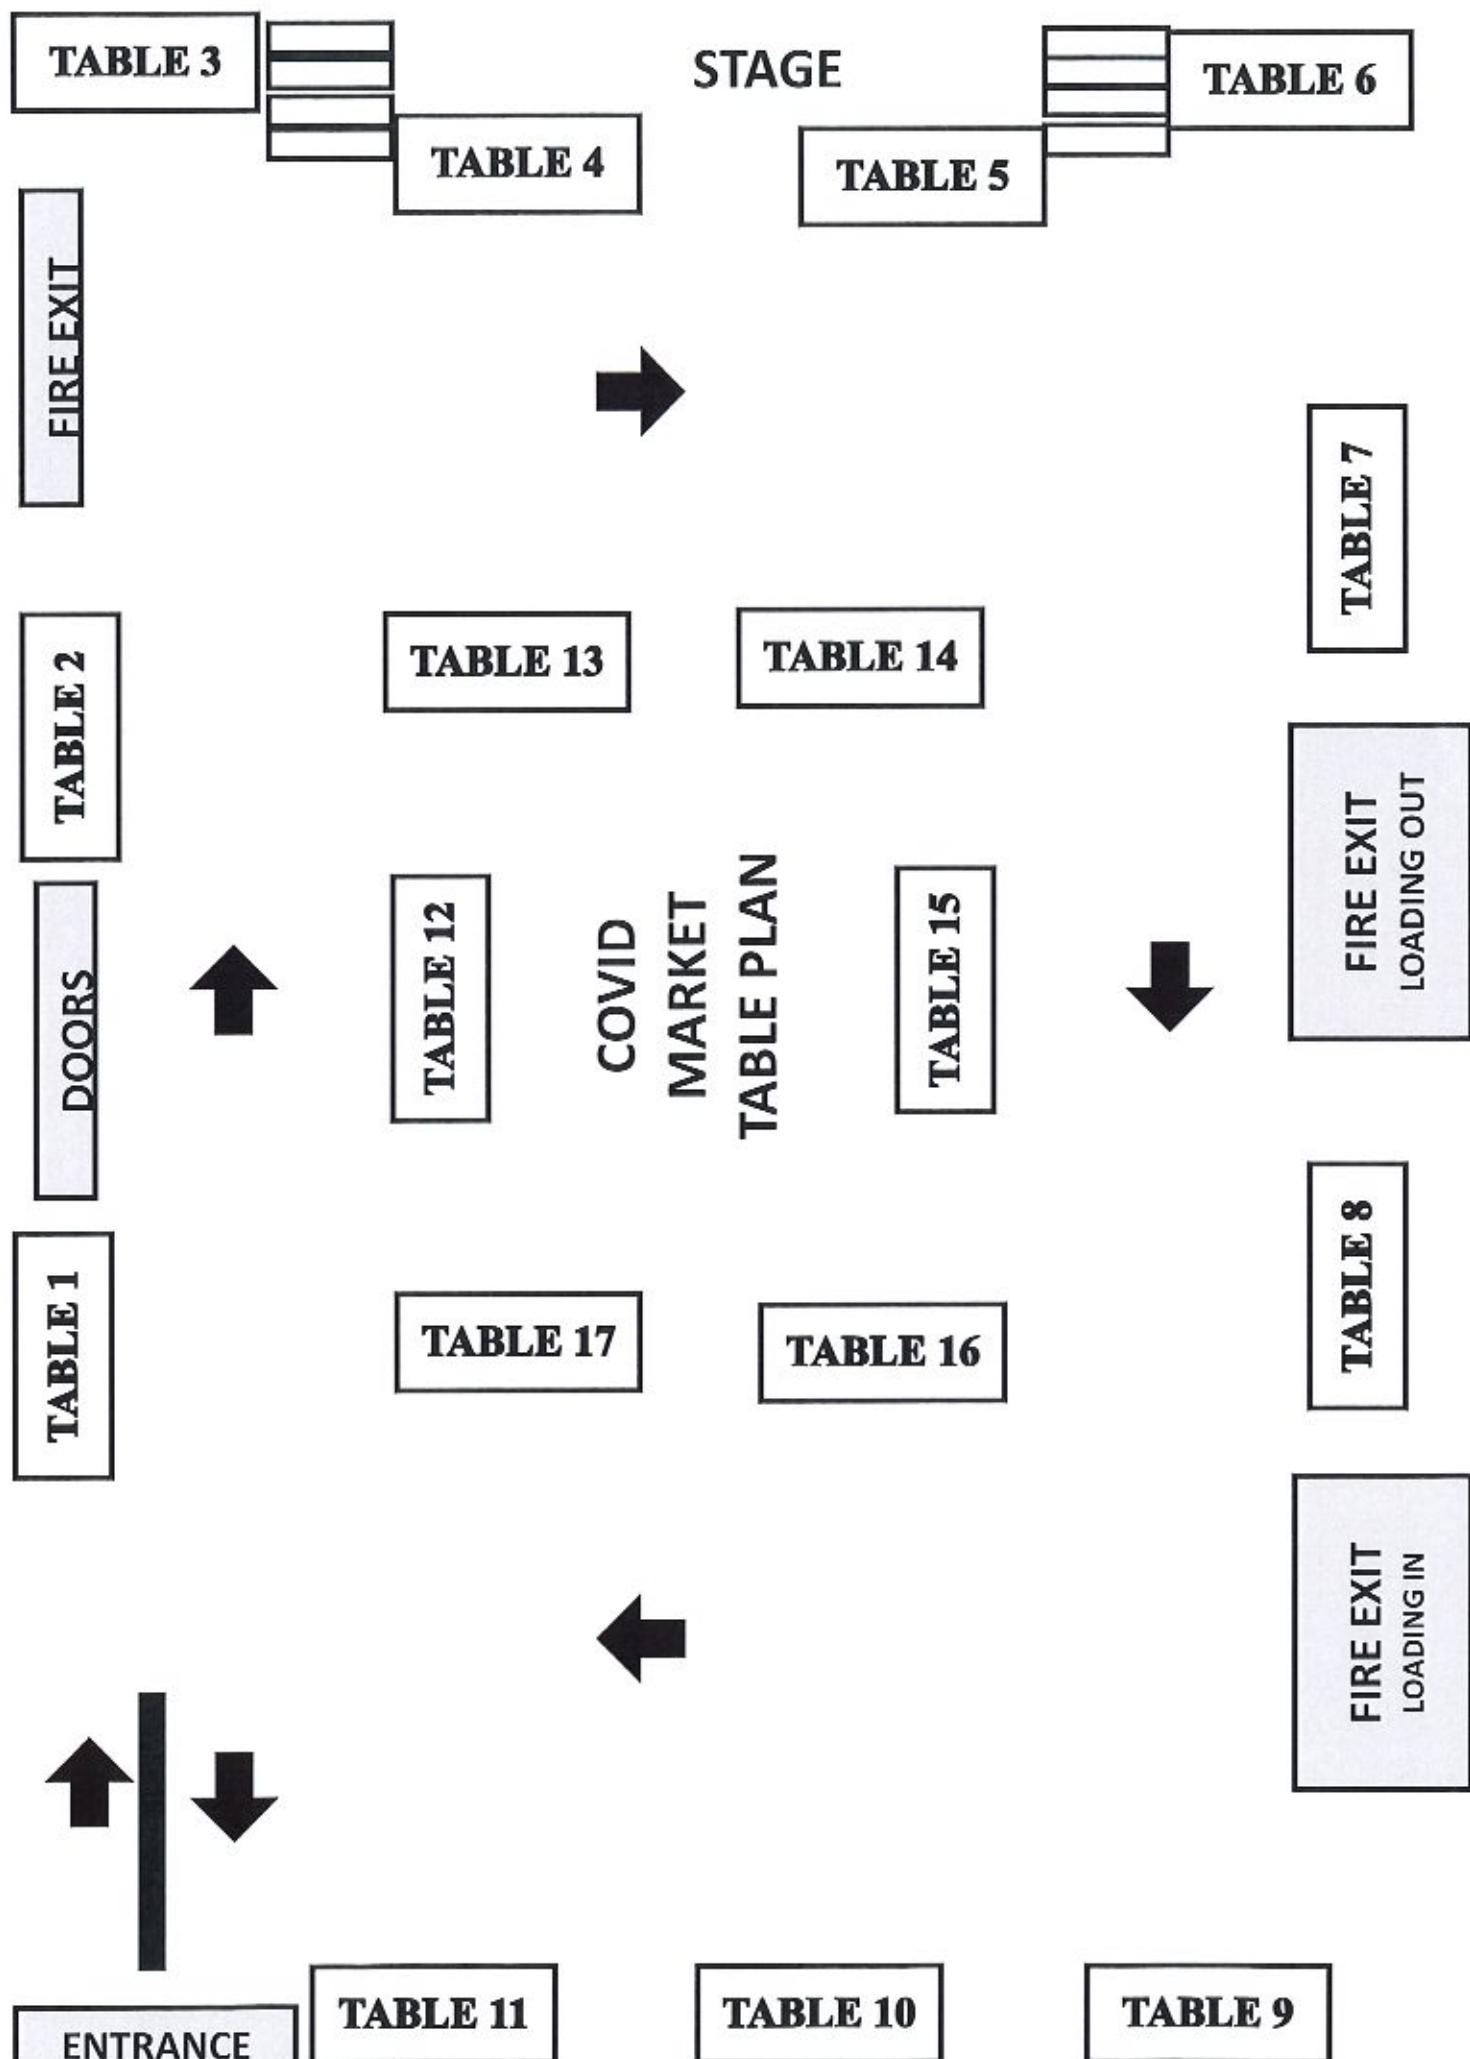 TABLE 3
STAGE
TABLE 6
TABLE 4
TABLE 5
FIRE EXIT
TABLE 7
TABLE 2
TABLE 13
TABLE 14
FIRE EXIT
LOADING OUT
DOORS
TABLE 12
COVID
MARKET
TABLE PLAN
TABLE 15
TABLE 8
TABLE 1
TABLE 17
TABLE 16
FIRE EXIT
LOADING IN
TABLE 11
TABLE 10
TABLE 9
ENTRANCE